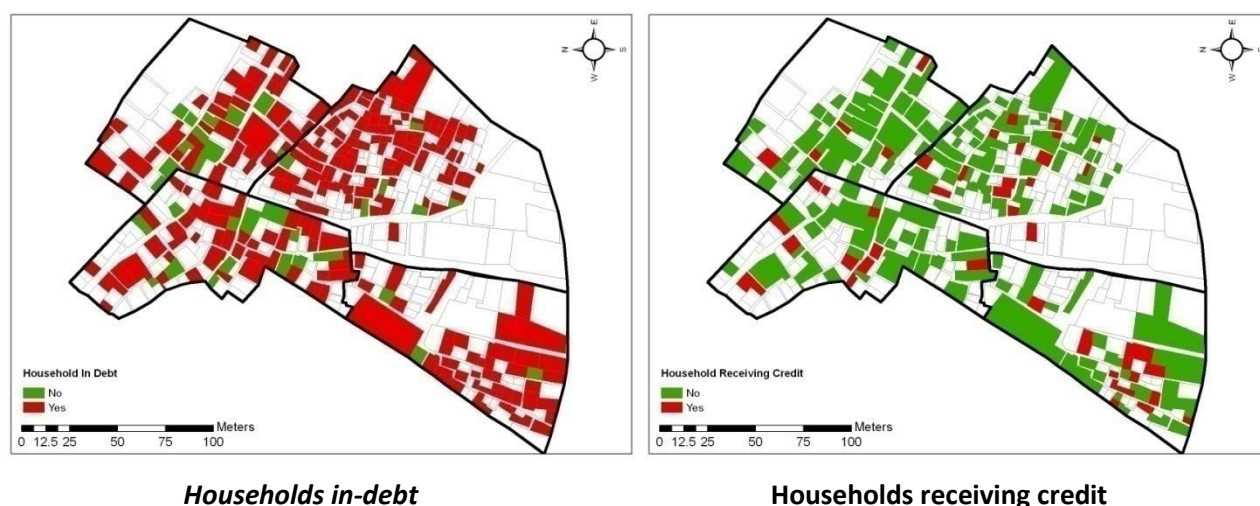 E
N S
W
Household In Debt
No
Yes
Meters
0 12.5 25 50 75 100
E
N S
W
Household Receiving Credit
No
Yes
Meters
0 12.5 25 50 75 100
Households in-debt
Households receiving credit